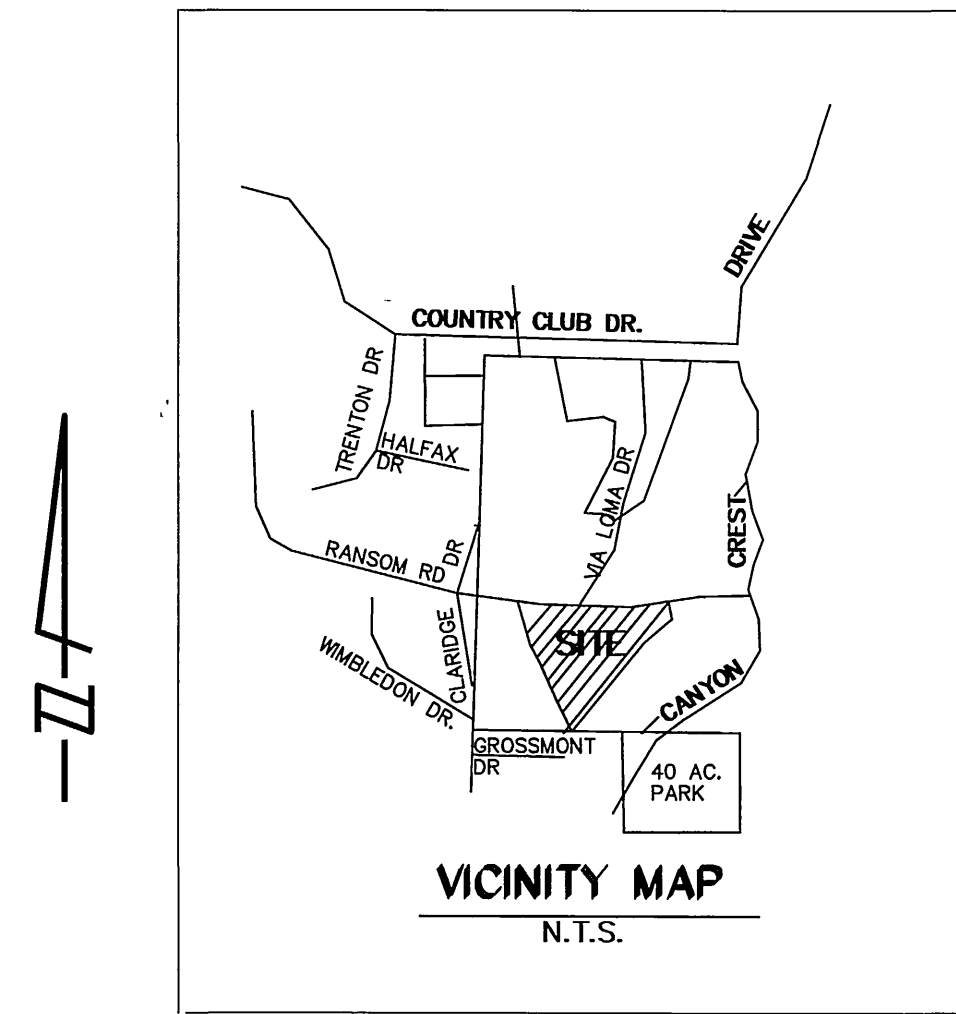 DRIVE
COUNTRY CLUB DR.
TRENTON DR
HALFAX
DR
VIA LOMA DR
CREST
RANSOM RD
DR
CLARIDGE
SITE
WIMBLEDON DR.
CANYON
GROSSMONT
DR
40 AC.
PARK
N
VICINITY MAP
N.T.S.